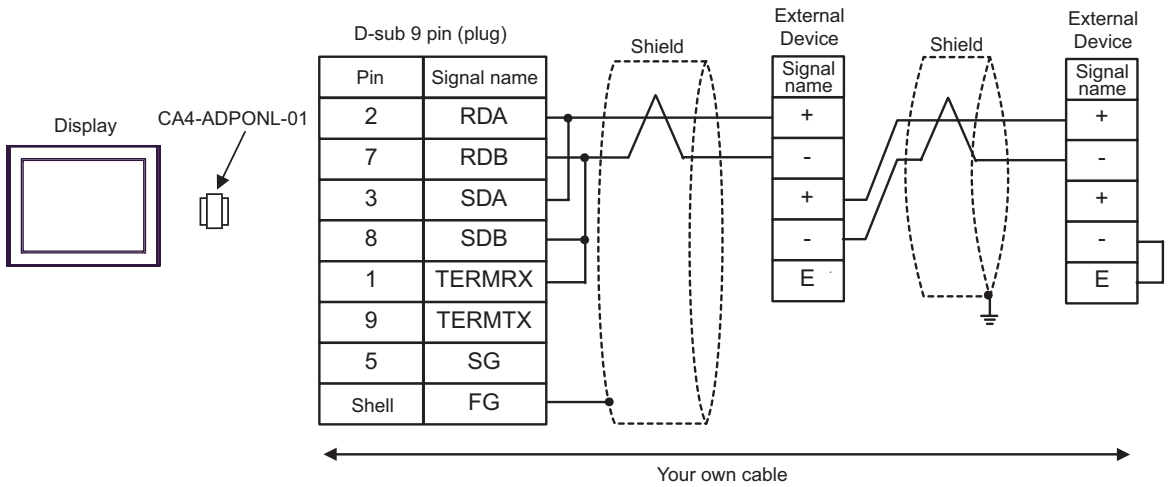 Display
CA4-ADPONL-01
D-sub 9 pin (plug)
Pin Signal name
2 RDA
7 RDB
3 SDA
8 SDB
1 TERMRX
9 TERMTX
5 SG
Shell FG
Shield
External
Device
Signal
name
+
-
+
-
E
Shield
External
Device
Signal
name
+
-
+
-
E
Your own cable